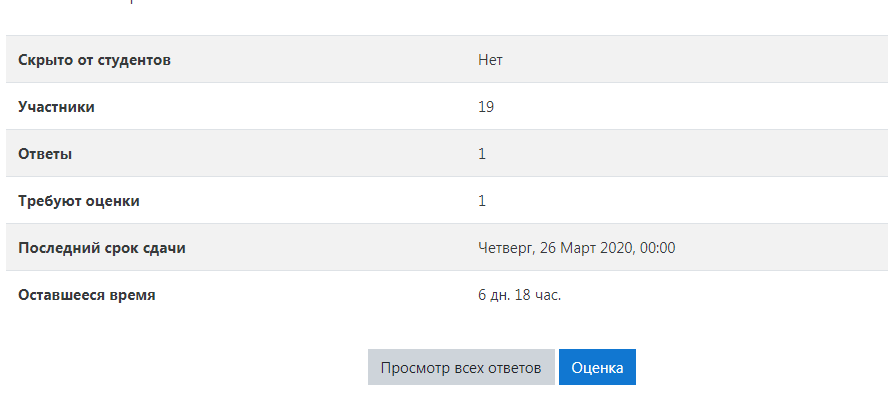 Скрыто от студентов Нет
Участники 19
Ответы 1
Требуют оценки 1
Последний срок сдачи Четверг, 26 Март 2020, 00:00
Оставшееся время 6 дн. 18 час.
Просмотр всех ответов Оценка